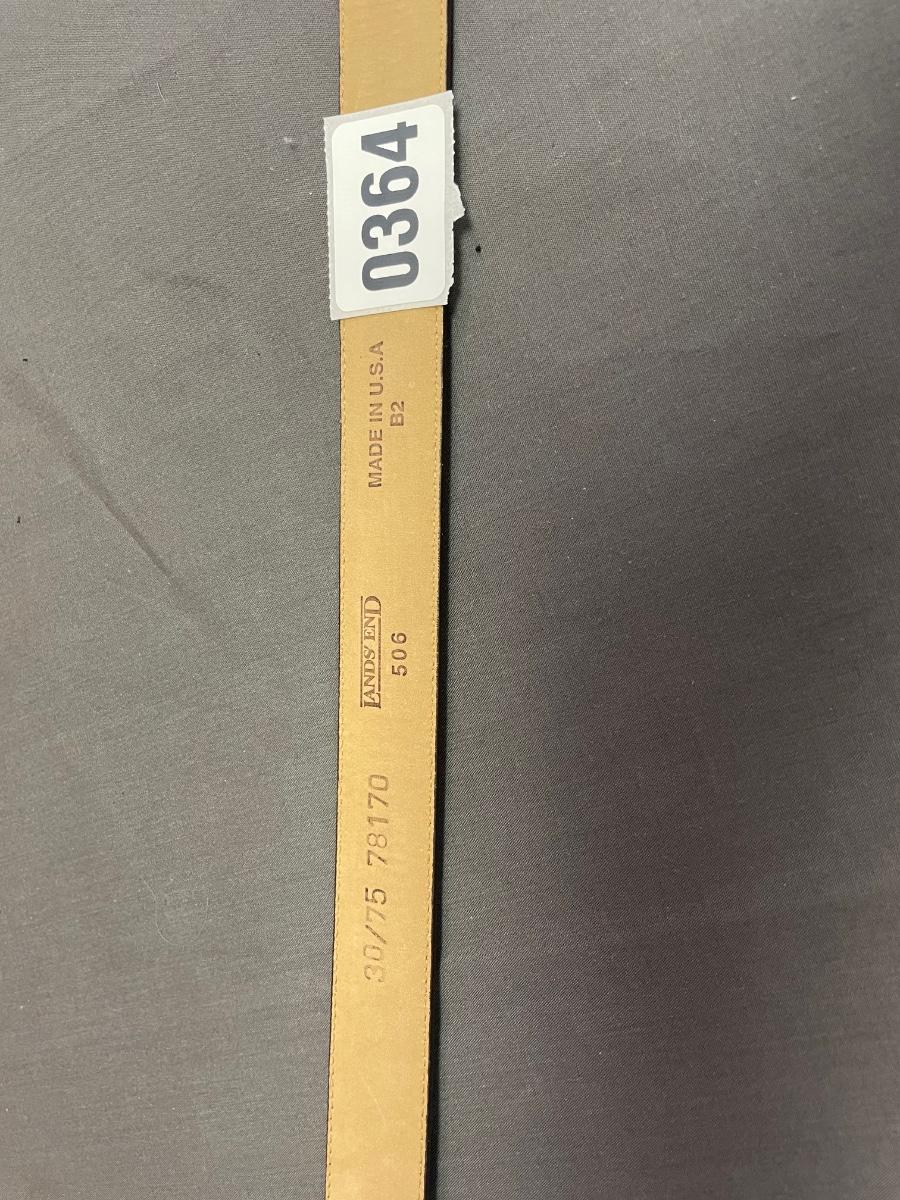 0364
MADE IN U.S.A
B2
LANDS' END
506
30/75 78170